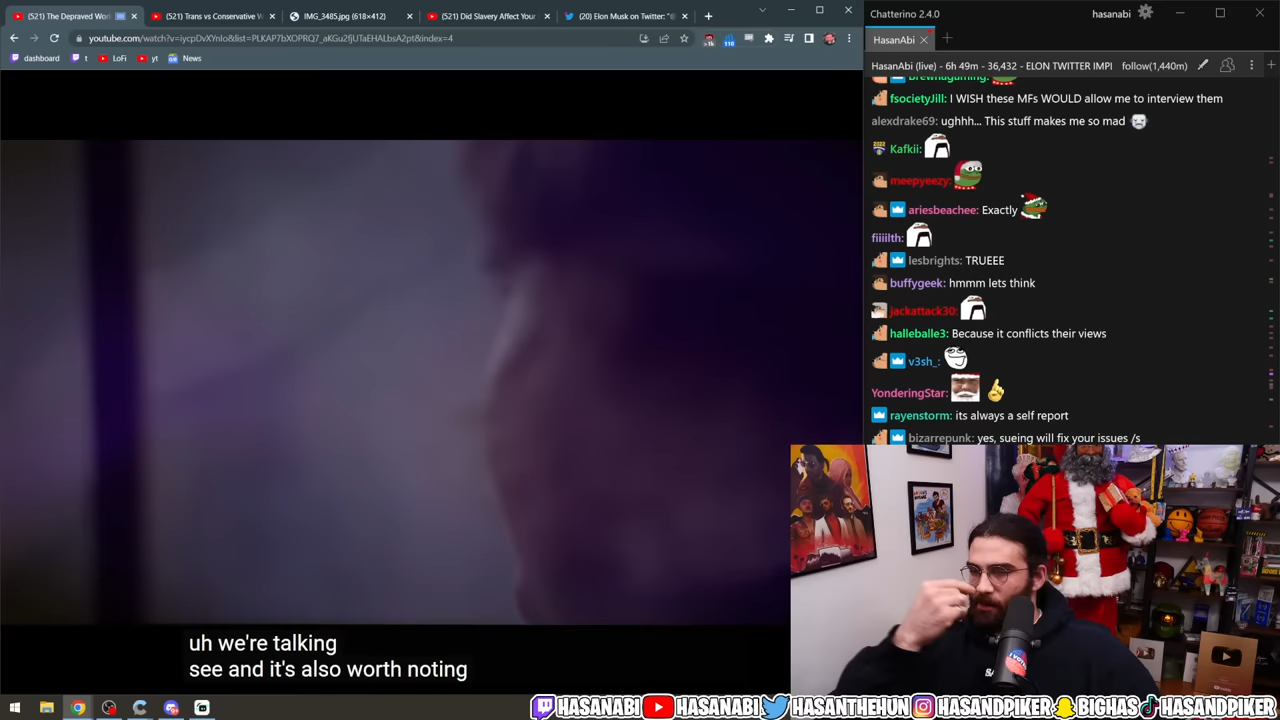 (521) The Depraved Wor
(521) Trans vs Conservative W
IMG_3485.jpg (618×412)
(521) Did Slavery Affect Your
(20) Elon Musk on Twitter: "@
youtube.com/watch?v=iycpDvXYnIo&list=PLKAP7bXOPRQ7_aKGu2fjUTaEHALbsA2pt&index=4
dashboard
t
LoFi
yt
News
Chatterino 2.4.0
hasanabi
HasanAbi
HasanAbi (live) - 6h 49m - 36,432 - ELON TWITTER IMPI
follow(1,440m)
Brewnagaming:
fsocietyJill: I WISH these MFs WOULD allow me to interview them
alexdrake69: ughhh... This stuff makes me so mad
Kafkii:
meepyeezy:
ariesbeachee: Exactly
fiiiilth:
lesbrights: TRUEEE
buffygeek: hmmm lets think
jackattack30:
halleballe3: Because it conflicts their views
v3sh_:
YonderingStar:
rayenstorm: its always a self report
bizarrepunk: yes, sueing will fix your issues /s
uh we're talking
see and it's also worth noting
HASANABI
HASANABI
HASANTHEHUN
HASANDPIKER
BIGHAS
HASANDPIKER